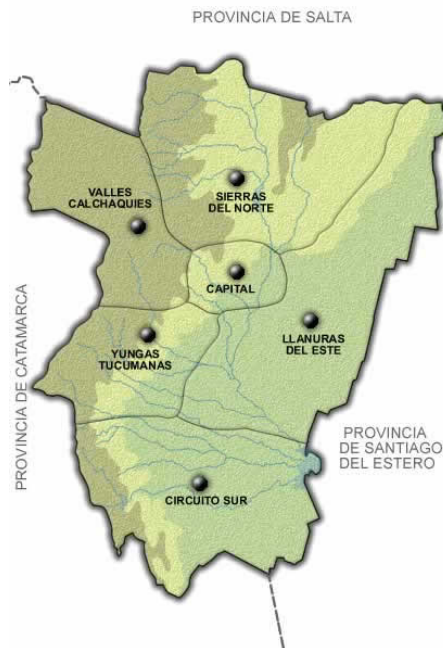 PROVINCIA DE SALTA
VALLES
CALCHAQUIES
SIERRAS
DEL NORTE
CAPITAL
LLANURAS
DEL ESTE
YUNGAS
TUCUMANAS
PROVINCIA DE CATAMARCA
PROVINCIA
DE SANTIAGO
DEL ESTERO
CIRCUITO SUR